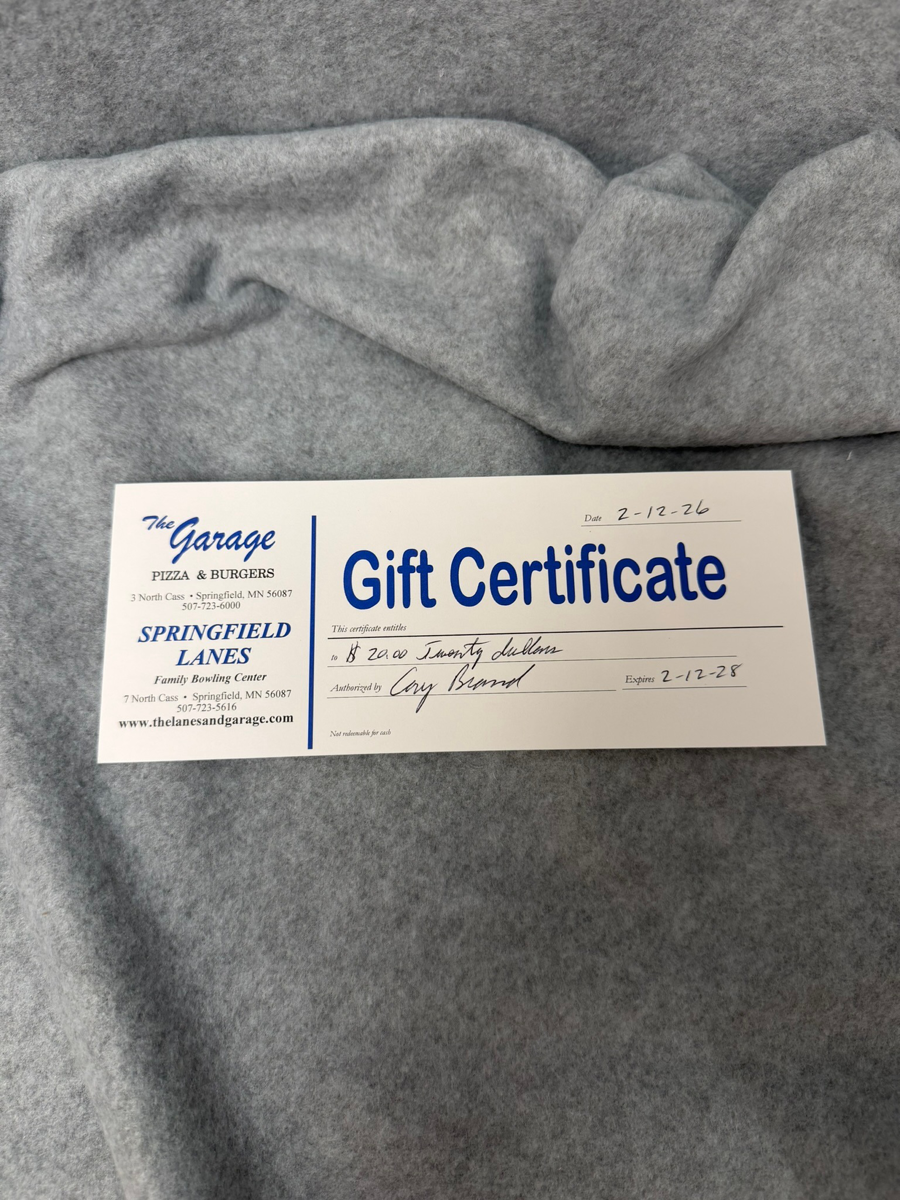 The Garage
PIZZA & BURGERS
3 North Cass • Springfield, MN 56087
507-723-6000
SPRINGFIELD
LANES
Family Bowling Center
7 North Cass • Springfield, MN 56087
507-723-5616
www.thelanesandgarage.com
Date 2-12-26
Gift Certificate
This certificate entitles
to $ 20.00 Twenty dollars
Authorized by Cory Brand
Expires 2-12-28
Not redeemable for cash